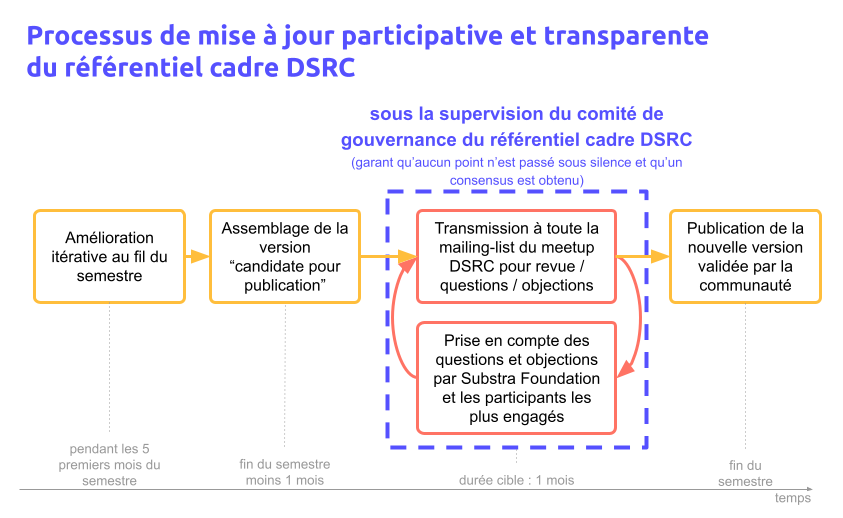 Processus de mise à jour participative et transparente
du référentiel cadre DSRC
sous la supervision du comité de
gouvernance du référentiel cadre DSRC
(garant qu'aucun point n'est passé sous silence et qu'un
consensus est obtenu)
Amélioration
itérative au fil du
semestre
Assemblage de la
version
“candidate pour
publication”
Transmission à toute la
mailing-list du meetup
DSRC pour revue /
questions / objections
Publication de la
nouvelle version
validée par la
communauté
Prise en compte des
questions et objections
par Substra Foundation
et les participants les
plus engagés
pendant les 5
premiers mois du
semestre
fin du semestre
moins 1 mois
durée cible : 1 mois
fin du
semestre
temps